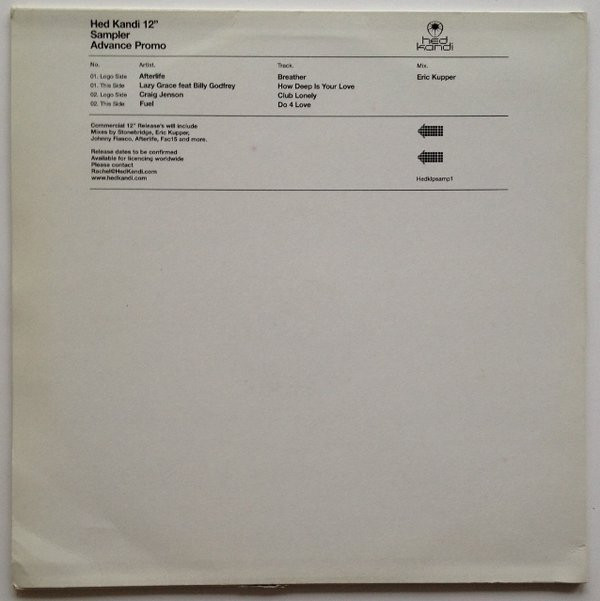 Hed Kandi 12"
Sampler
Advance Promo
hed
kandi
No. Artist. Track. Mix.
01. Logo Side Afterlife Breather Eric Kupper
01. This Side Lazy Grace feat Billy Godfrey How Deep Is Your Love
02. Logo Side Craig Jenson Club Lonely
02. This Side Fuel Do 4 Love
Commercial 12" Release's will include
Mixes by Stonebridge, Eric Kupper,
Johnny Fiasco, Afterlife, Fac15 and more.
Release dates to be confirmed
Available for licencing worldwide
Please contact
Rachel@HedKandi.com
www.hedkandi.com
Hedklpsamp1